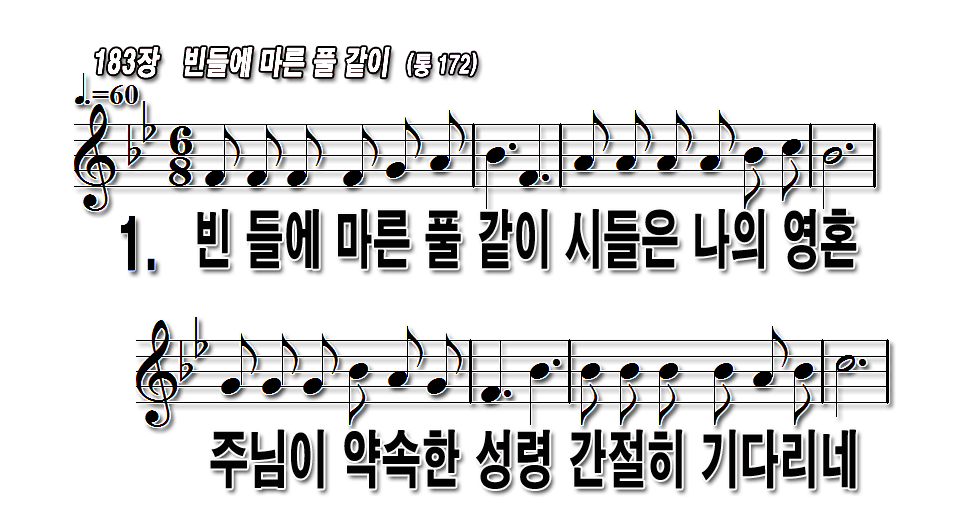 183장 빈들에 마른 풀 같이 (통 172)
♩.=60
6
8
1. 빈 들에 마른 풀 같이 시들은 나의 영혼
주님이 약속한 성령 간절히 기다리네